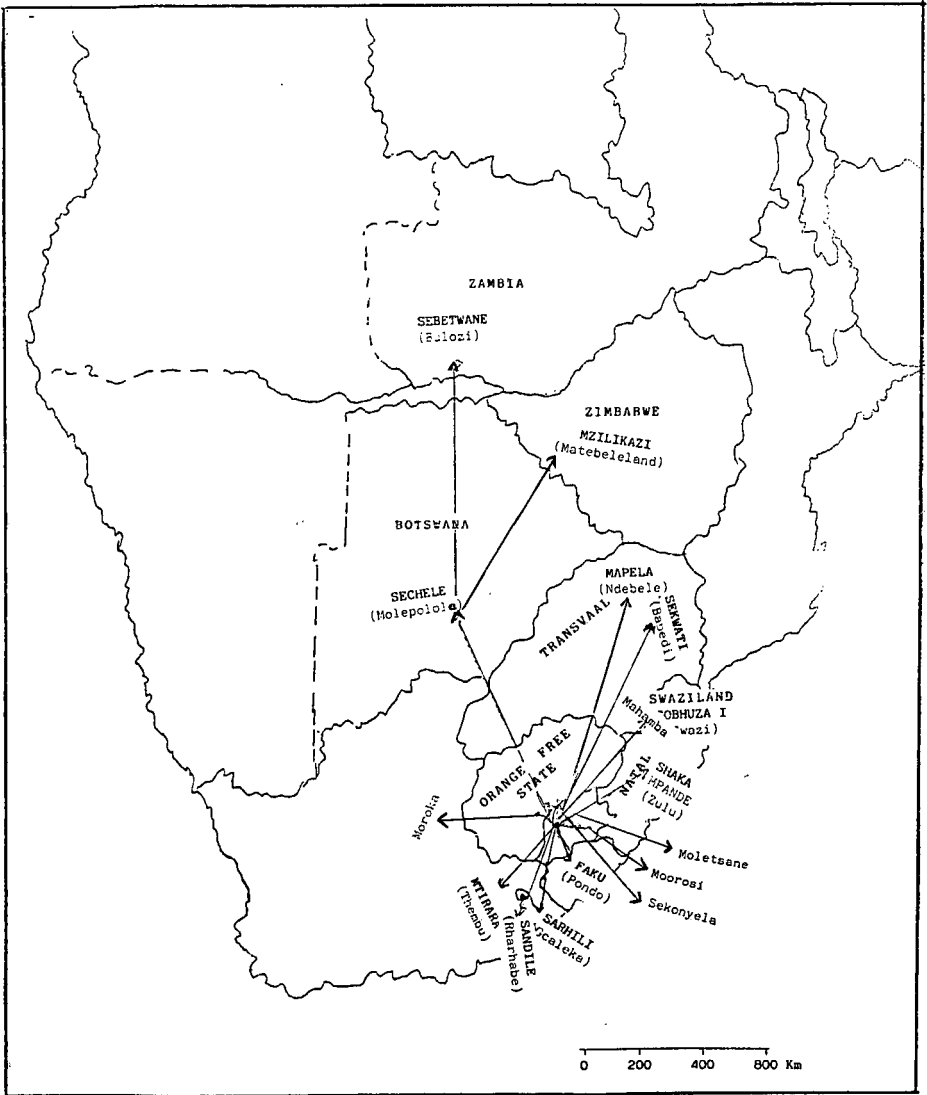 ZAMBIA
SEBETWANE
ZIMBABWE
MZILIKAZI
(Matebeleland)
BOTSWANA
SECHELE
(Molepolole)
MAPELA
(Ndebele)
SEKWATI
(Bapedi)
TRANSVAAL
SWAZILAND
OBHUZA I
wazi)
Mahamba
ORANGE FREE
STATE
NATAL
SHAKA
MPANDE
(Zulu)
Moroka
Moletsane
Moorosi
Sekonyela
FAKU
(Pondo)
MTIRARA
(Thembu)
SANDILE
(Rharhabe)
SARHILI
Gcaleka)
0 200 400 800 Km